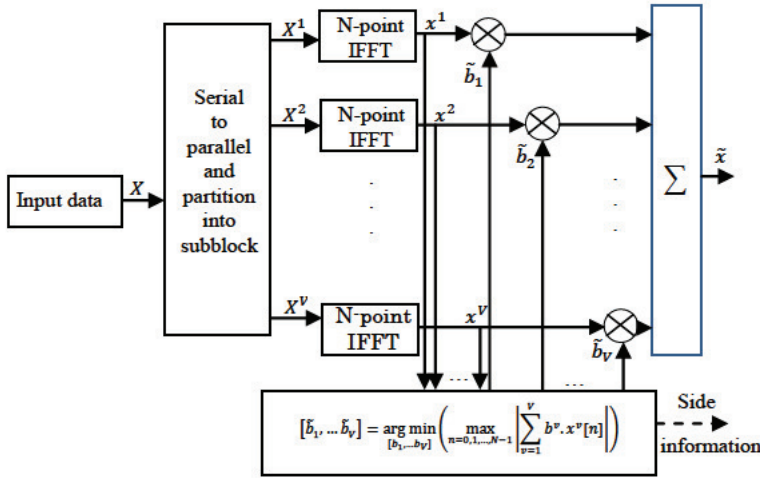 Input data
X
Serial
to
parallel
and
partition
into
subblock
X¹
N-point
IFFT
x¹
b̃₁
X²
N-point
IFFT
x²
b̃₂
Xⱽ
N-point
IFFT
xⱽ
b̃ᵥ
∑
x̃
[b̃₁, … b̃ᵥ] = arg min [b₁,…bᵥ] ( max n=0,1,…,N−1 | ∑ v=1 V bᵛ. xᵛ[n] | )
Side
information